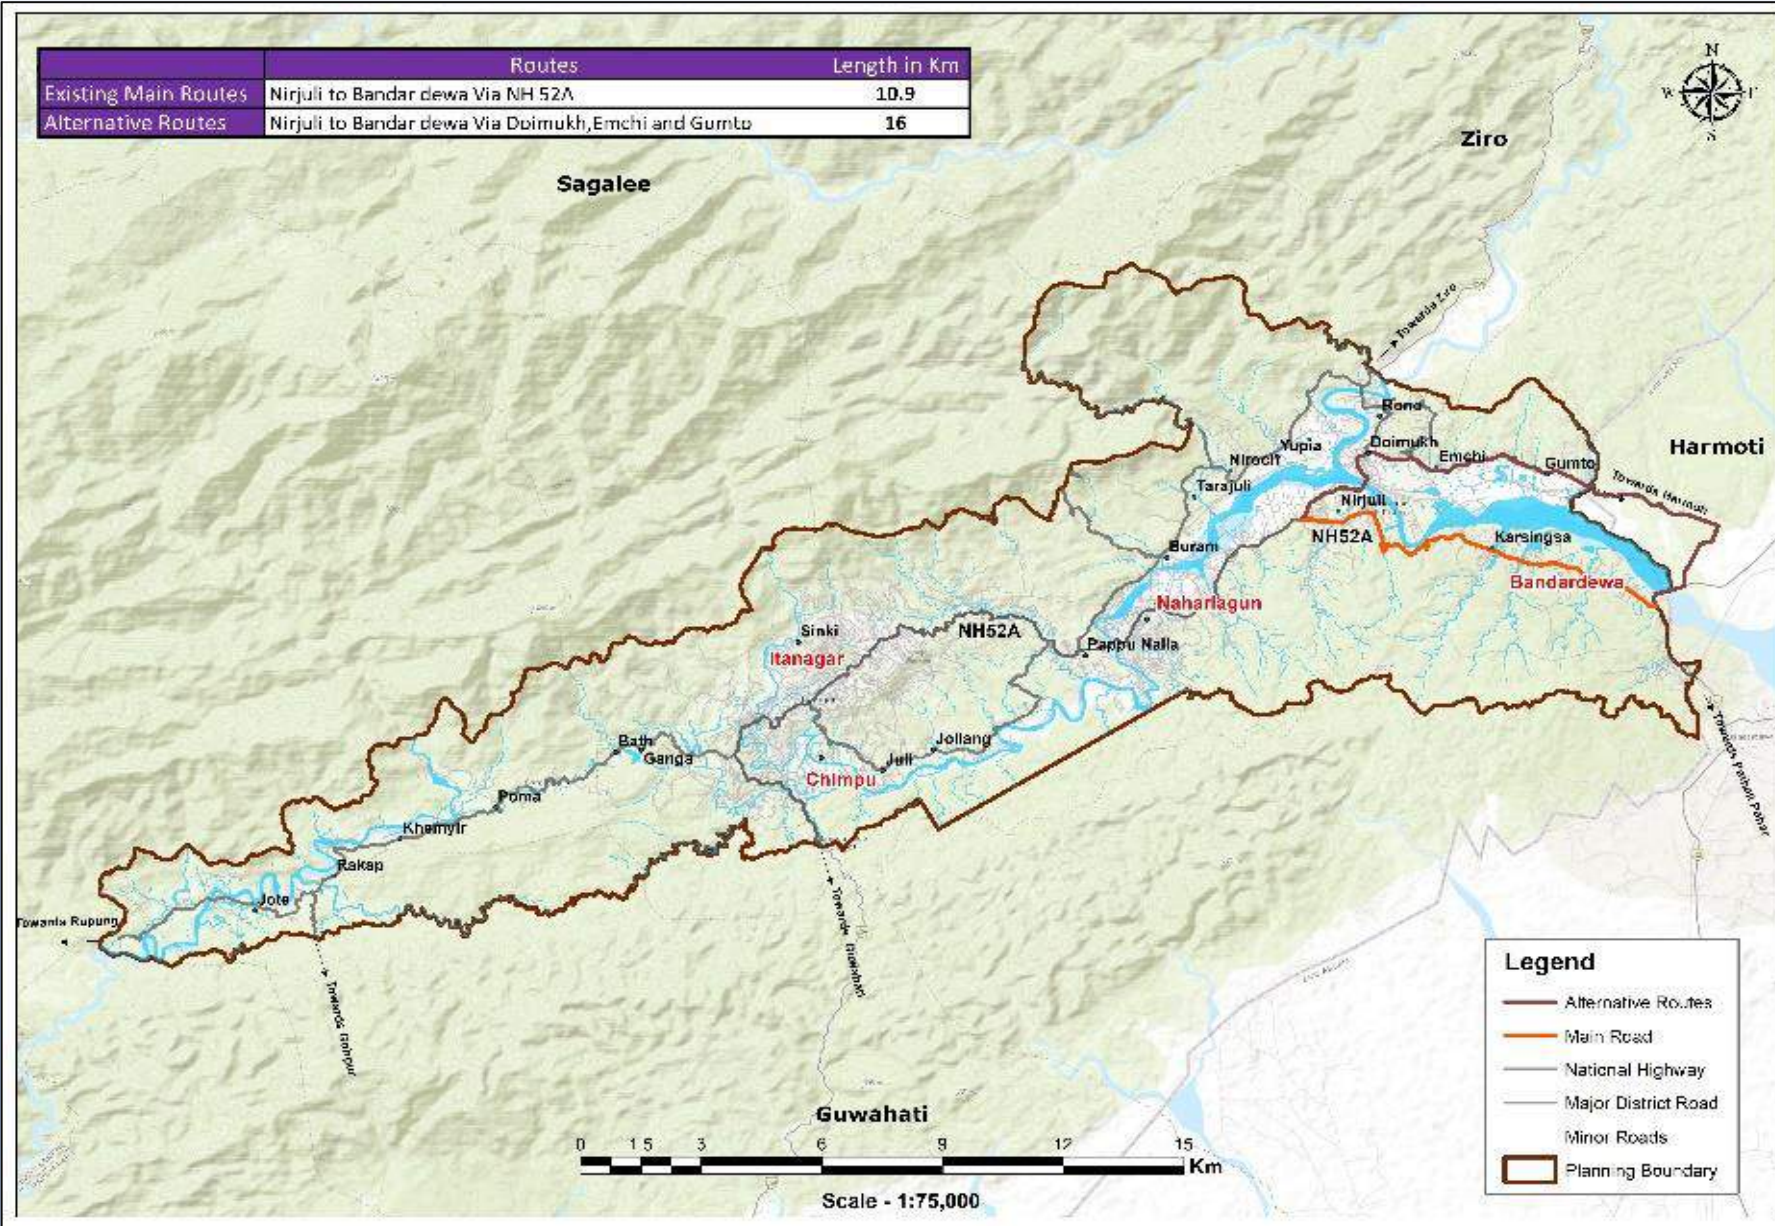 Routes Length in Km
Existing Main Routes Nirjuli to Bandar dewa Via NH 52A 10.9
Alternative Routes Nirjuli to Bandar dewa Via Doimukh,Emchi and Gumto 16
N
W
S
Ziro
Sagalee
Towards Ziro
Harmoti
Rono
Doimukh
Yupia
Emchi
Gumto
Nirjuli
Tarajuli
Towards Harmoti
NH52A
Karsingsa
Buram
Bandardewa
Naharlagun
Sinki
NH52A
Itanagar
Pappu Nalla
Jollang
Bath
Ganga
Juli
Chimpu
Poma
Khemyir
Rakap
Jote
Towards Rupung
Guwahati
0 1.5 3 6 9 12 15
Km
Scale - 1:75,000
Legend
Alternative Routes
Main Road
National Highway
Major District Road
Minor Roads
Planning Boundary